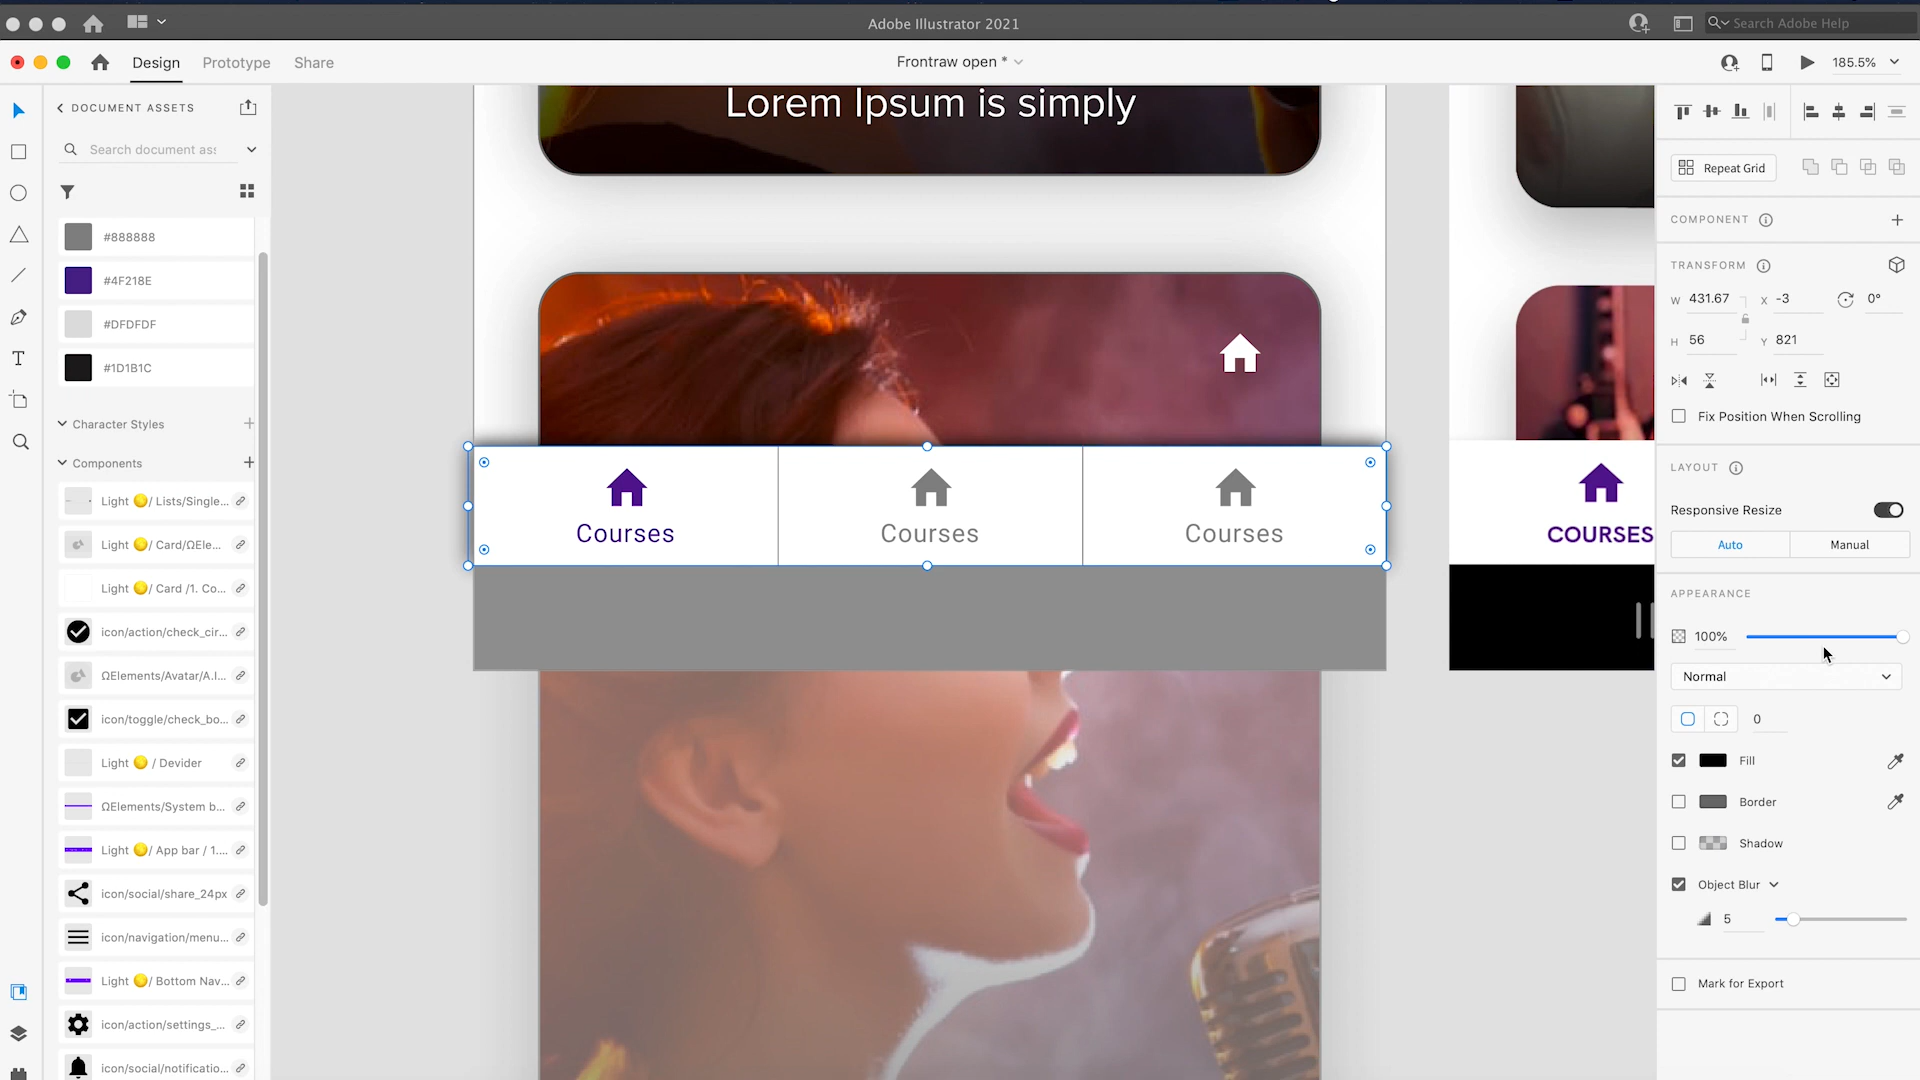 Adobe Illustrator 2021
Search Adobe Help
Design
Prototype
Share
Frontraw open *
185.5%
DOCUMENT ASSETS
Search document as
#888888
#4F218E
#DFDFDF
#1D1B1C
Character Styles
Components
Light / Lists/Single...
Light / Card/ΩEle...
Light / Card /1. Co...
icon/action/check_cir...
ΩElements/Avatar/A.I...
icon/toggle/check_bo...
Light / Devider
ΩElements/System b...
Light / App bar / 1....
icon/social/share_24px
icon/navigation/menu...
Light / Bottom Nav...
icon/action/settings_...
icon/social/notificatio...
Lorem Ipsum is simply
Courses
Courses
Courses
COURSES
Repeat Grid
COMPONENT
TRANSFORM
W 431.67 X -3 0°
H 56 Y 821
Fix Position When Scrolling
LAYOUT
Responsive Resize
Auto
Manual
APPEARANCE
100%
Normal
0
Fill
Border
Shadow
Object Blur
5
Mark for Export